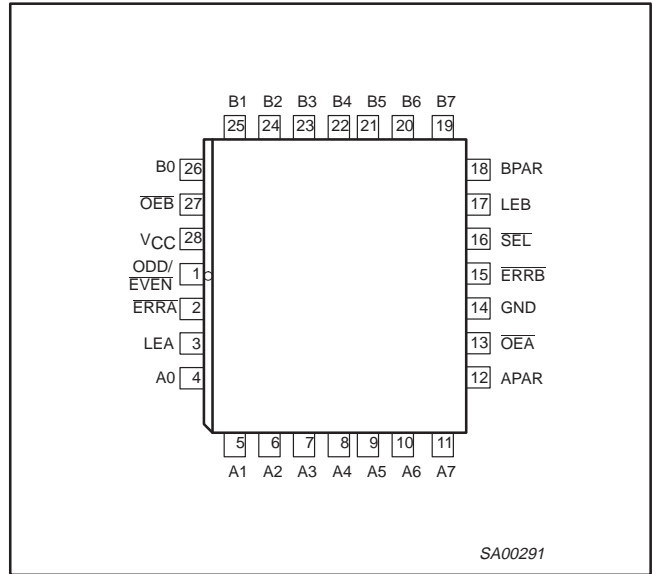 B1 B2 B3 B4 B5 B6 B7
25 24 23 22 21 20 19
B0 26 18 BPAR
OEB 27 17 LEB
VCC 28 16 SEL
ODD/
EVEN 1 15 ERRB
ERRA 2 14 GND
LEA 3 13 OEA
A0 4 12 APAR
5 6 7 8 9 10 11
A1 A2 A3 A4 A5 A6 A7
SA00291